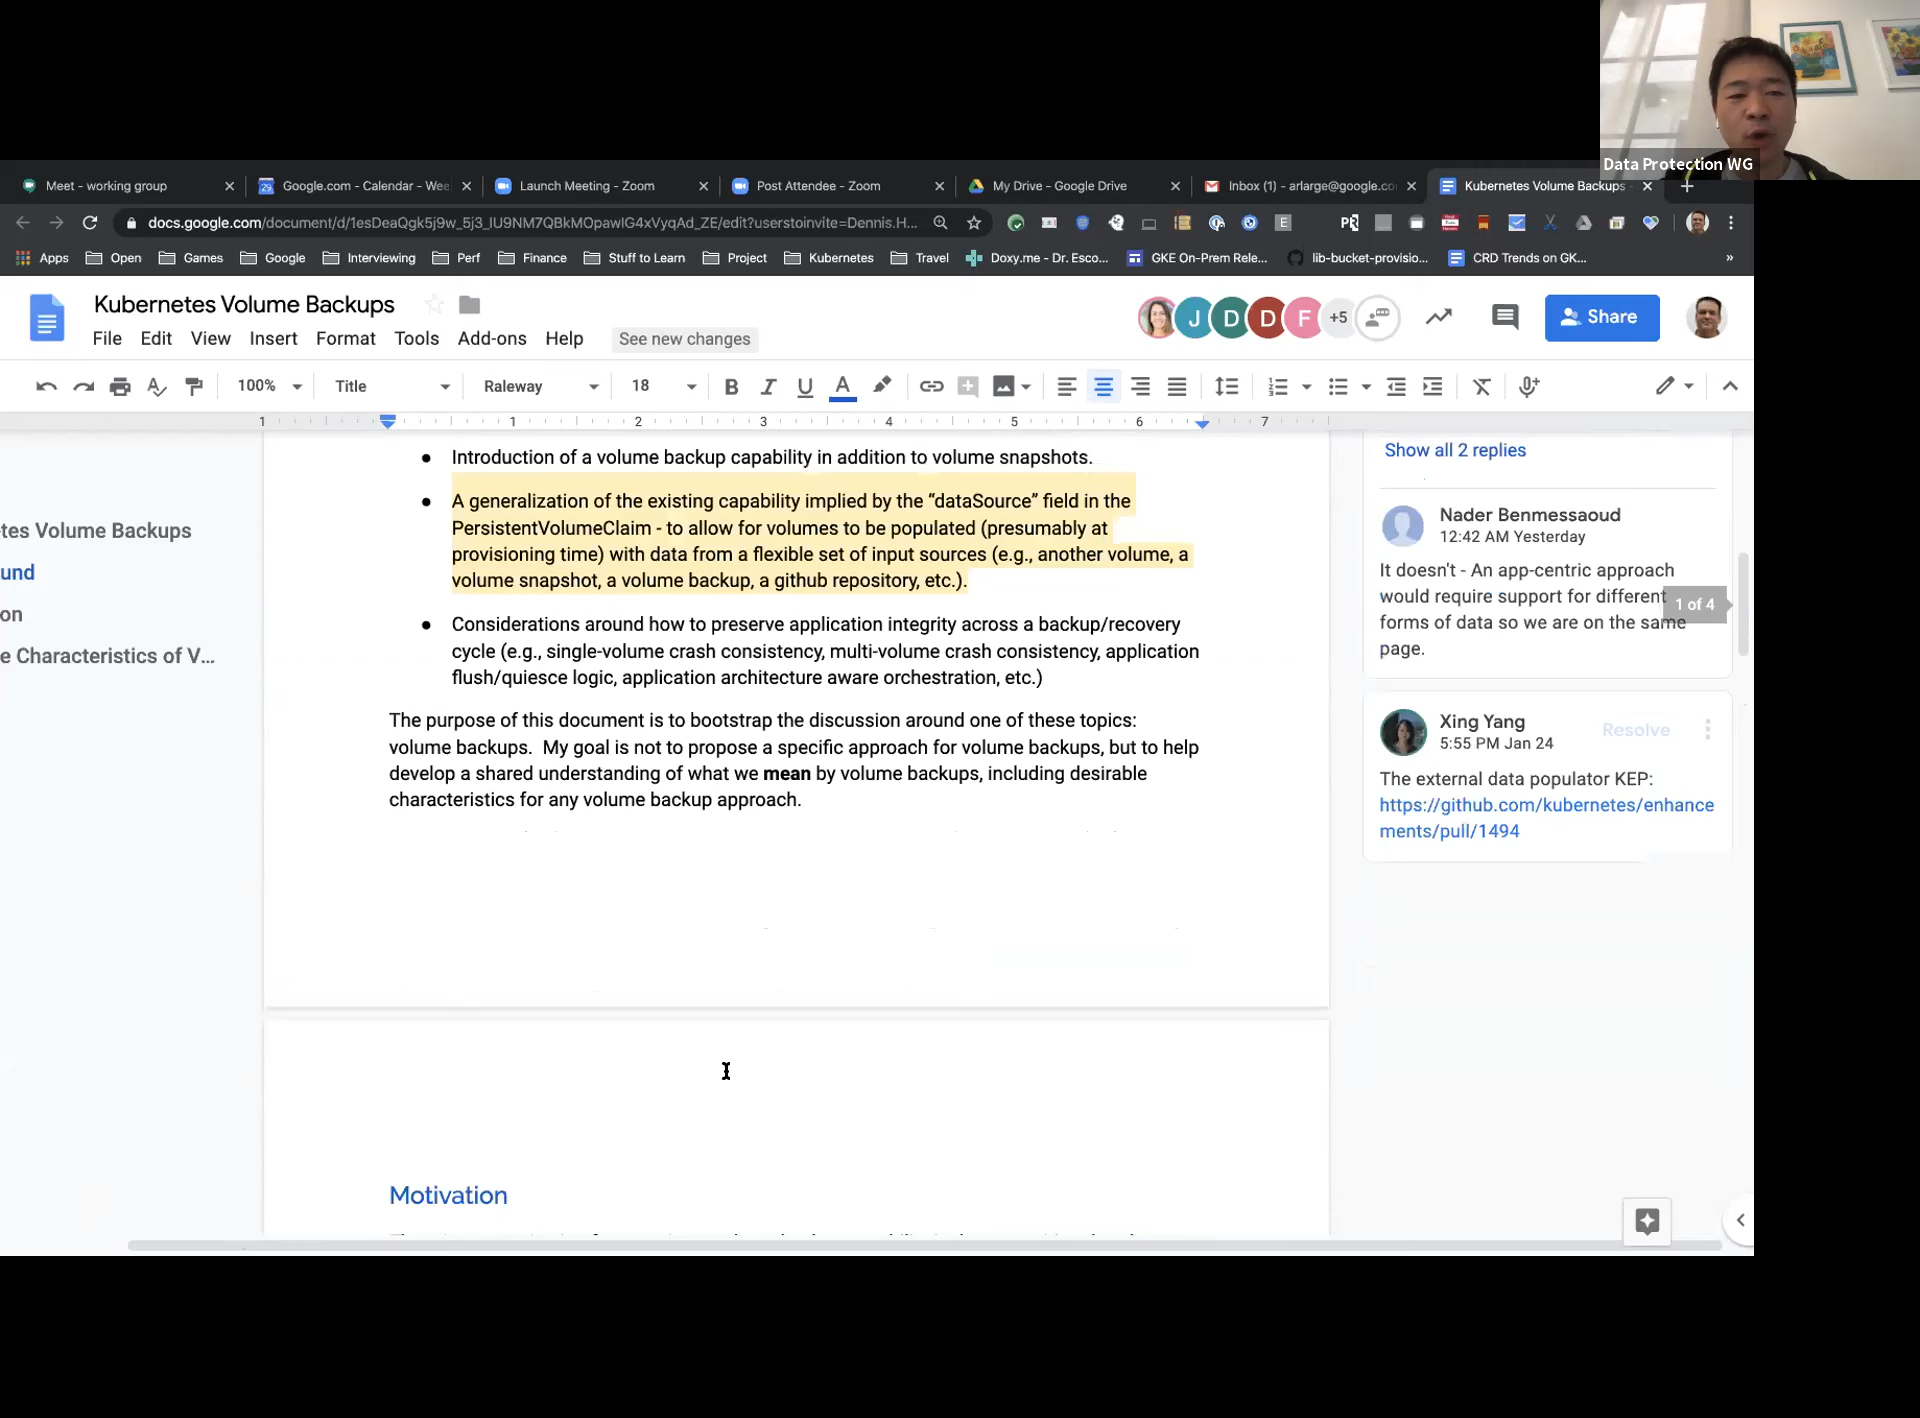 Data Protection WG
Meet - working group
Google.com - Calendar - Wee
Launch Meeting - Zoom
Post Attendee - Zoom
My Drive - Google Drive
Inbox (1) - arlarge@google.co
Kubernetes Volume Backups -
docs.google.com/document/d/1esDeaQgk5j9w_5j3_IU9NM7QBkMOpawIG4xVyqAd_ZE/edit?userstoinvite=Dennis.H...
Apps
Open
Games
Google
Interviewing
Perf
Finance
Stuff to Learn
Project
Kubernetes
Travel
Doxy.me - Dr. Esco...
GKE On-Prem Rele...
lib-bucket-provisio...
CRD Trends on GK...
»
Kubernetes Volume Backups
J
D
D
F
+5
Share
File Edit View Insert Format Tools Add-ons Help
See new changes
100%
Title
Raleway
18
B I U A
1 1 2 3 4 5 6 7
etes Volume Backups
und
on
e Characteristics of V...
● Introduction of a volume backup capability in addition to volume snapshots.
● A generalization of the existing capability implied by the “dataSource” field in the
PersistentVolumeClaim - to allow for volumes to be populated (presumably at
provisioning time) with data from a flexible set of input sources (e.g., another volume, a
volume snapshot, a volume backup, a github repository, etc.).
● Considerations around how to preserve application integrity across a backup/recovery
cycle (e.g., single-volume crash consistency, multi-volume crash consistency, application
flush/quiesce logic, application architecture aware orchestration, etc.)
The purpose of this document is to bootstrap the discussion around one of these topics:
volume backups. My goal is not to propose a specific approach for volume backups, but to help
develop a shared understanding of what we mean by volume backups, including desirable
characteristics for any volume backup approach.
Motivation
Show all 2 replies
Nader Benmessaoud
12:42 AM Yesterday
It doesn't - An app-centric approach
would require support for different
forms of data so we are on the same
page.
1 of 4
Xing Yang
5:55 PM Jan 24
Resolve
The external data populator KEP:
https://github.com/kubernetes/enhance
ments/pull/1494